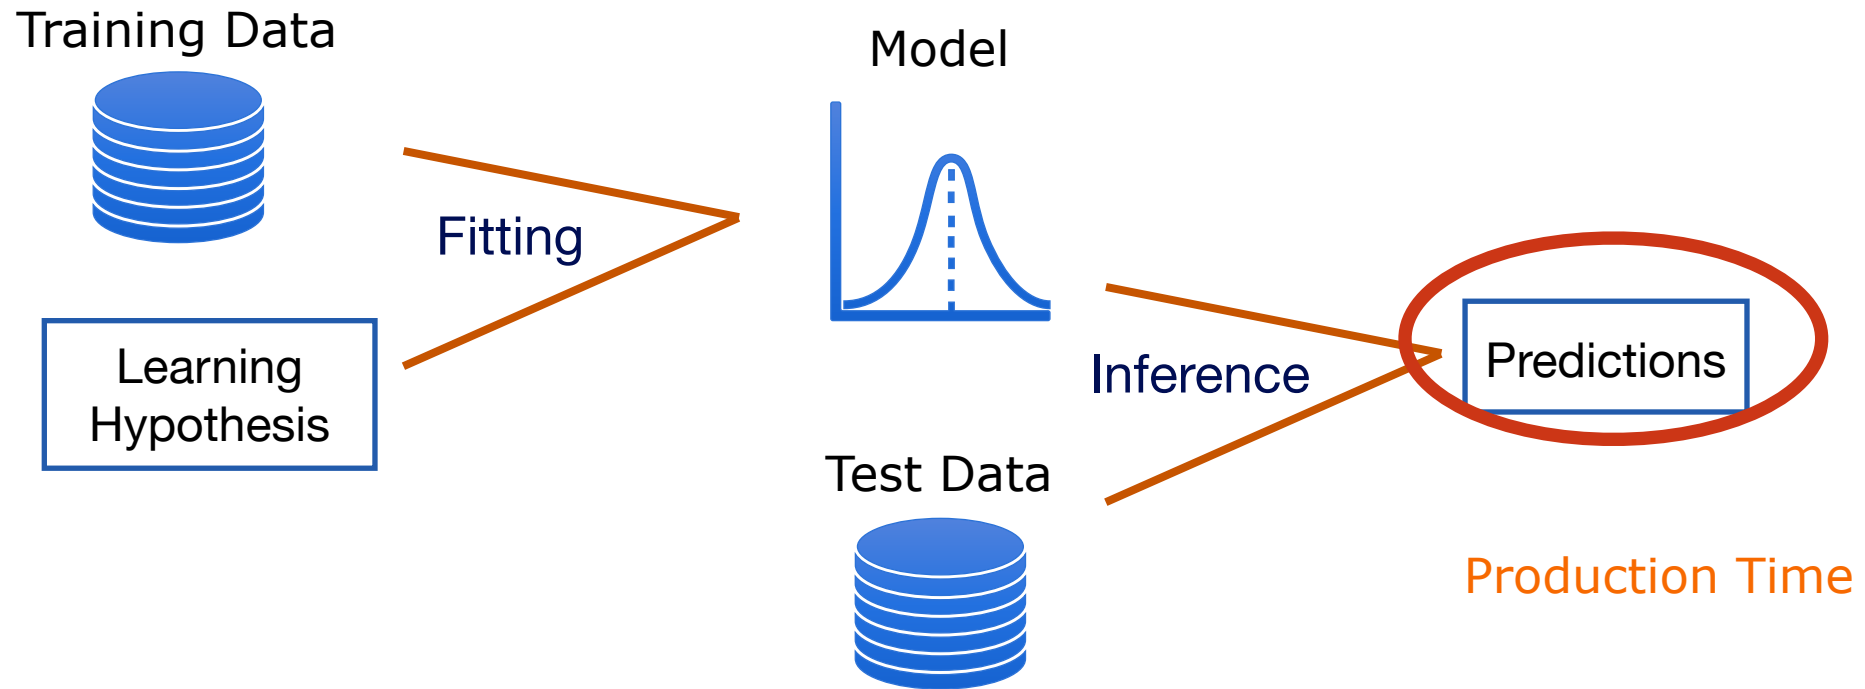 Training Data
Model
Fitting
Learning
Hypothesis
Inference
Predictions
Test Data
Production Time